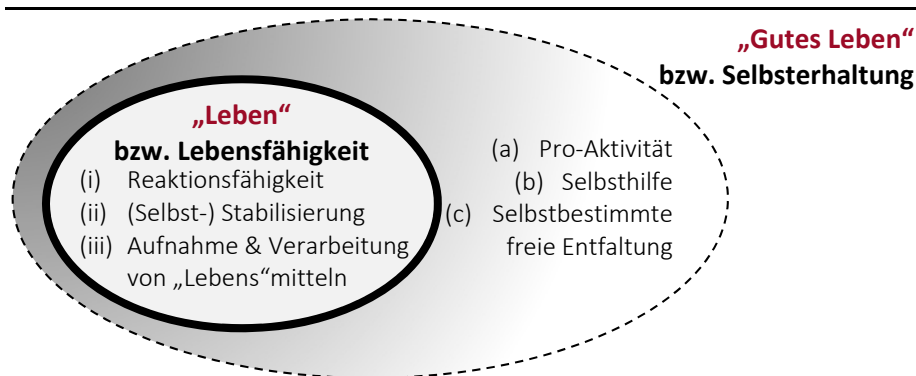 „Gutes Leben“
bzw. Selbsterhaltung
„Leben“
bzw. Lebensfähigkeit
(i) Reaktionsfähigkeit
(ii) (Selbst-) Stabilisierung
(iii) Aufnahme & Verarbeitung
von „Lebens“mitteln
(a) Pro-Aktivität
(b) Selbsthilfe
(c) Selbstbestimmte
freie Entfaltung